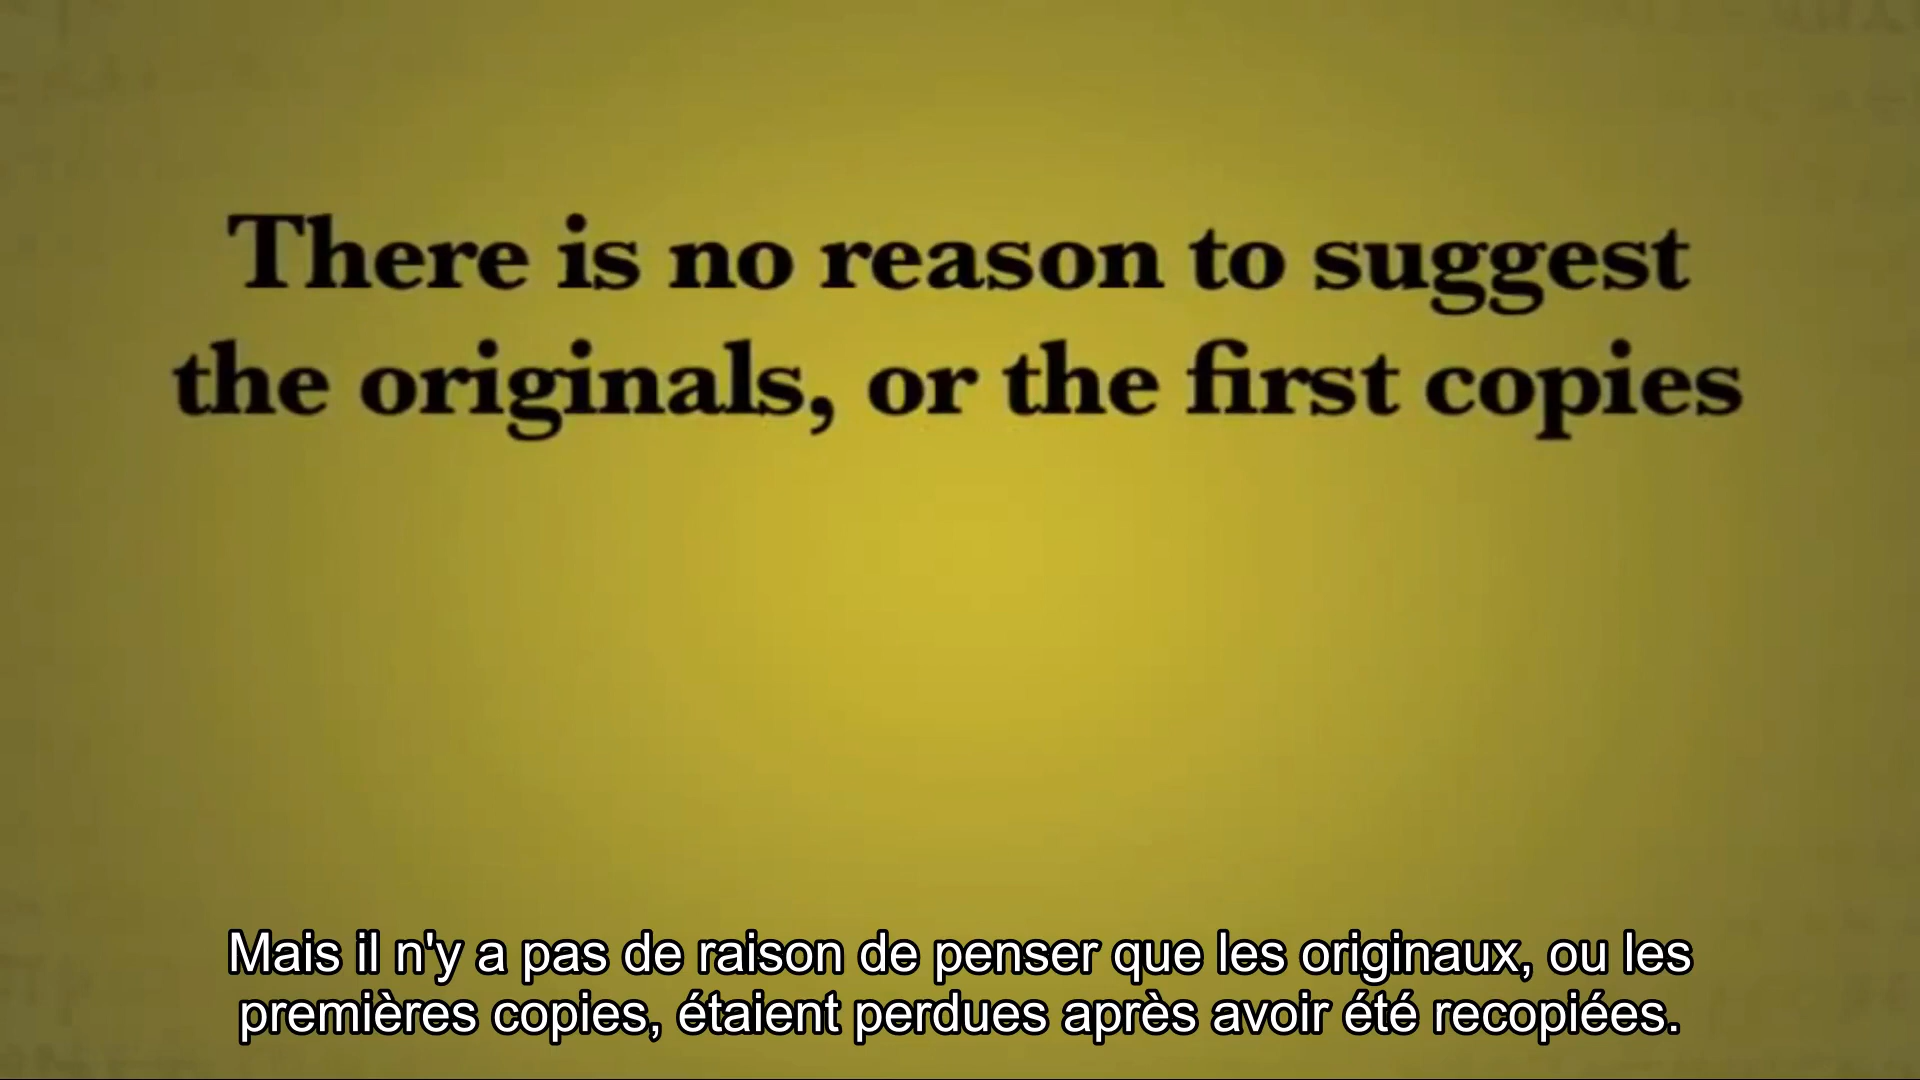 There is no reason to suggest
the originals, or the first copies
Mais il n'y a pas de raison de penser que les originaux, ou les
premières copies, étaient perdues après avoir été recopiées.